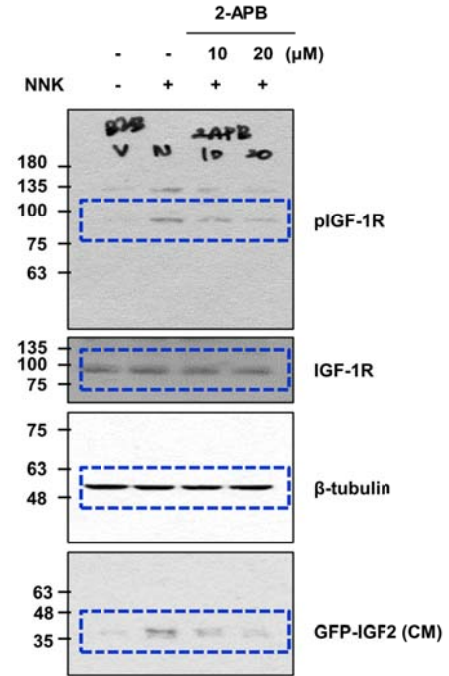 2-APB
- - 10 20 (µM)
NNK - + + +
B2B 2APB
V N 10 20
180
135
100
75
63
pIGF-1R
135
100
75
IGF-1R
75
63
48
β-tubulin
63
48
35
GFP-IGF2 (CM)